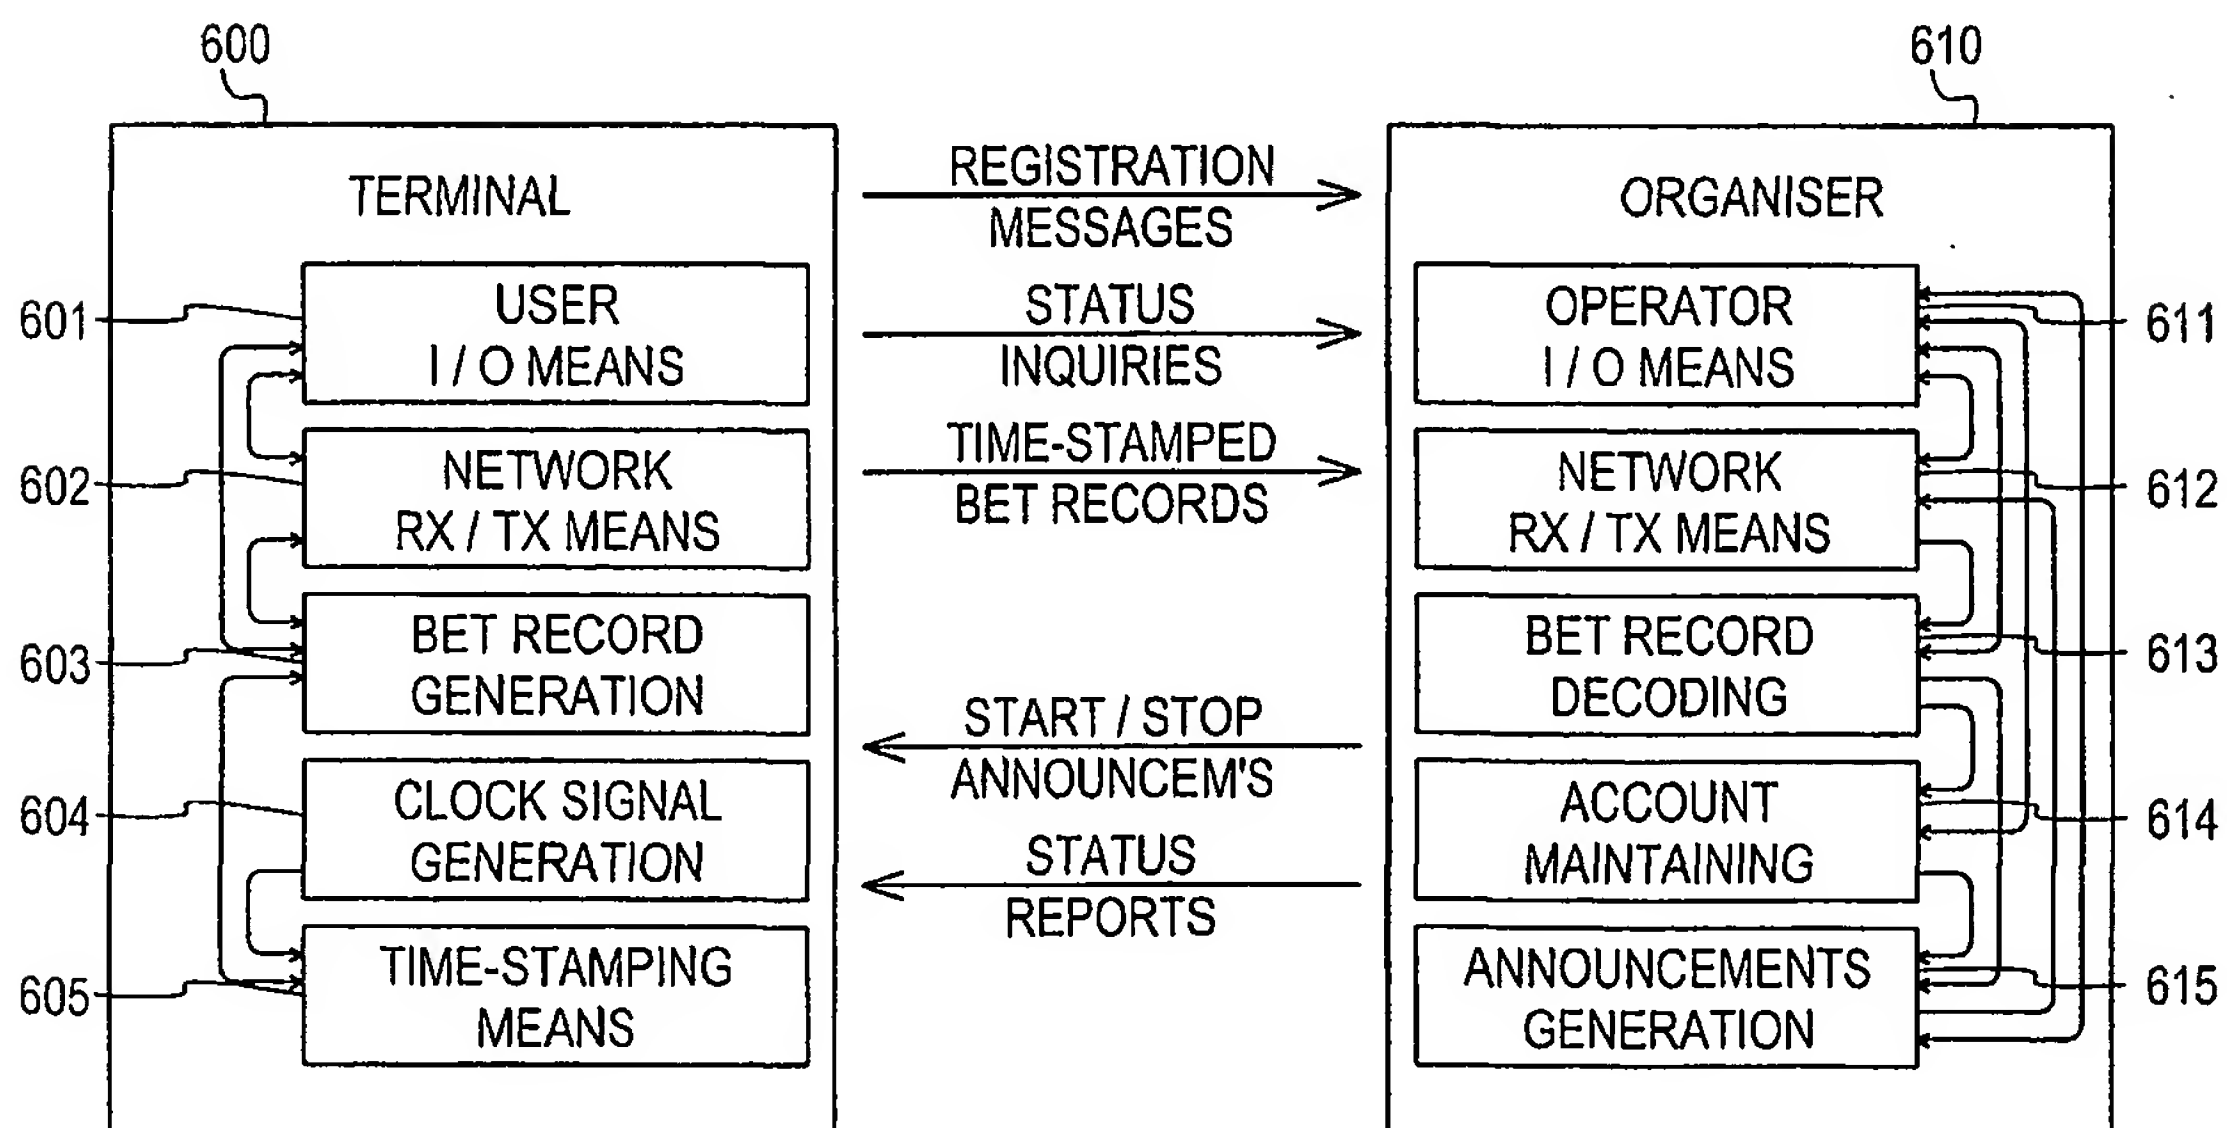 600
610
TERMINAL
601
USER
I / O MEANS
602
NETWORK
RX / TX MEANS
603
BET RECORD
GENERATION
604
CLOCK SIGNAL
GENERATION
605
TIME-STAMPING
MEANS
REGISTRATION
MESSAGES
STATUS
INQUIRIES
TIME-STAMPED
BET RECORDS
START / STOP
ANNOUNCEM'S
STATUS
REPORTS
ORGANISER
OPERATOR
I / O MEANS
611
NETWORK
RX / TX MEANS
612
BET RECORD
DECODING
613
ACCOUNT
MAINTAINING
614
ANNOUNCEMENTS
GENERATION
615